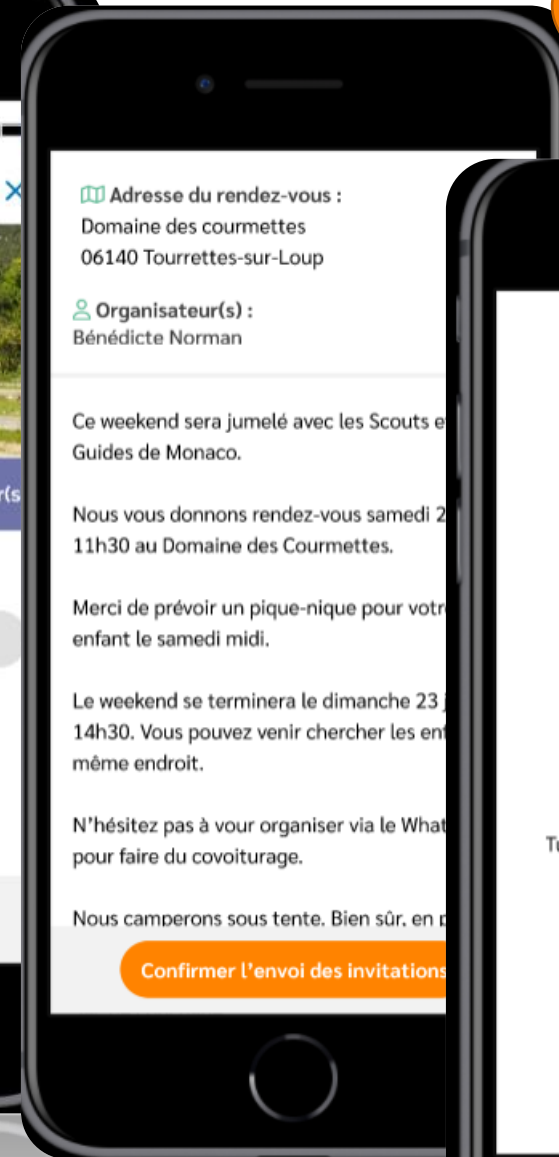 Adresse du rendez-vous :
Domaine des courmettes
06140 Tourrettes-sur-Loup
Organisateur(s) :
Bénédicte Norman
Ce weekend sera jumelé avec les Scouts e
Guides de Monaco.
Nous vous donnons rendez-vous samedi 2
11h30 au Domaine des Courmettes.
Merci de prévoir un pique-nique pour votr
enfant le samedi midi.
Le weekend se terminera le dimanche 23 j
14h30. Vous pouvez venir chercher les enf
même endroit.
N'hésitez pas à vour organiser via le What
pour faire du covoiturage.
Nous camperons sous tente. Bien sûr, en p
Confirmer l'envoi des invitations
r(s
Tu